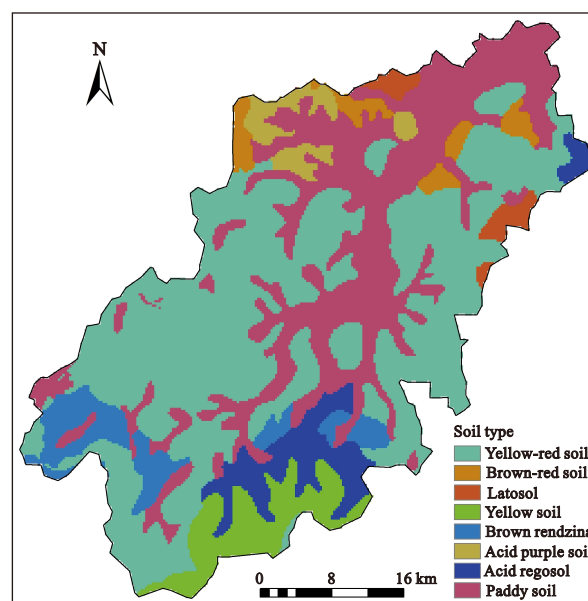 N
Soil type
Yellow-red soil
Brown-red soil
Latosol
Yellow soil
Brown rendzina
Acid purple soil
Acid regosol
Paddy soil
0 8 16 km